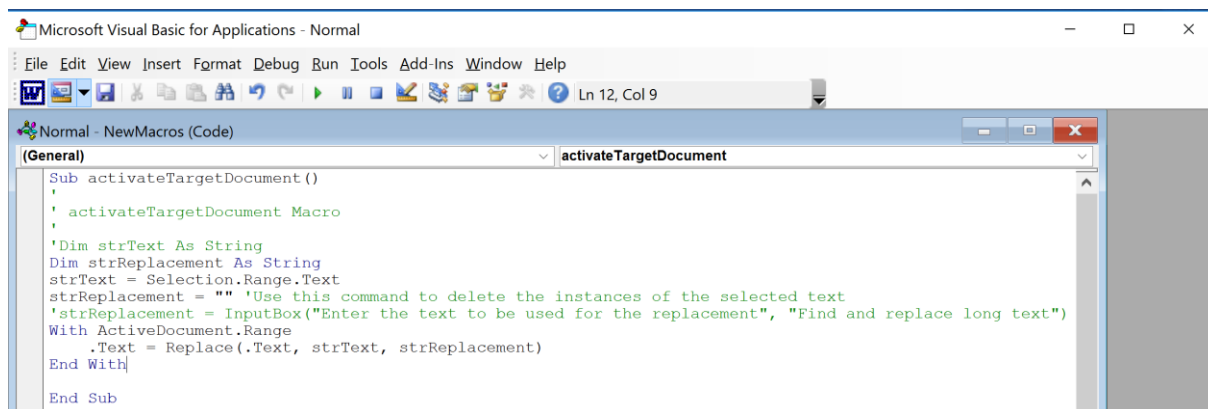 Microsoft Visual Basic for Applications - Normal
File Edit View Insert Format Debug Run Tools Add-Ins Window Help
Ln 12, Col 9
Normal - NewMacros (Code)
(General) activateTargetDocument
Sub activateTargetDocument()
'
' activateTargetDocument Macro
'
'Dim strText As String
Dim strReplacement As String
strText = Selection.Range.Text
strReplacement = "" 'Use this command to delete the instances of the selected text
'strReplacement = InputBox("Enter the text to be used for the replacement", "Find and replace long text")
With ActiveDocument.Range
    .Text = Replace(.Text, strText, strReplacement)
End With
End Sub